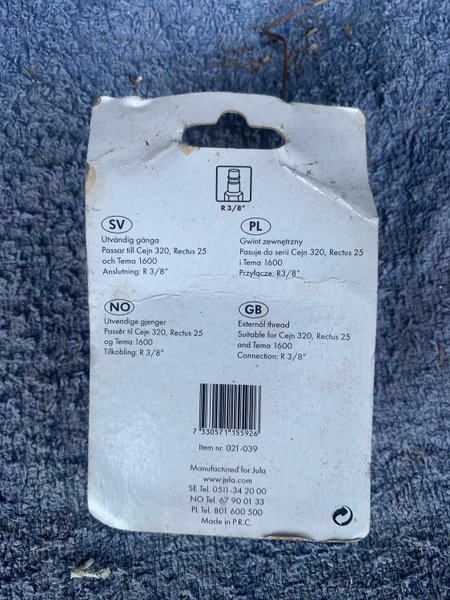 R 3/8"
SV
Utvändig gänga
Passar till Cejn 320, Rectus 25
och Tema 1600
Anslutning: R 3/8"
PL
Gwint zewnętrzny
Pasuje do serii Cejn 320, Rectus 25
i Tema 1600
Przyłącze: R3/8"
NO
Utvendige gjenger
Passer til Cejn 320, Rectus 25
og Tema 1600
Tilkobling: R 3/8"
GB
External thread
Suitable for Cejn 320, Rectus 25
and Tema 1600
Connection: R 3/8"
7 330571 155926
Item nr. 021-039
Manufactured for Jula
www.jula.com
SE Tel. 0511-34 20 00
NO Tel. 67 90 01 33
PL Tel. 801 600 500
Made in P.R.C.